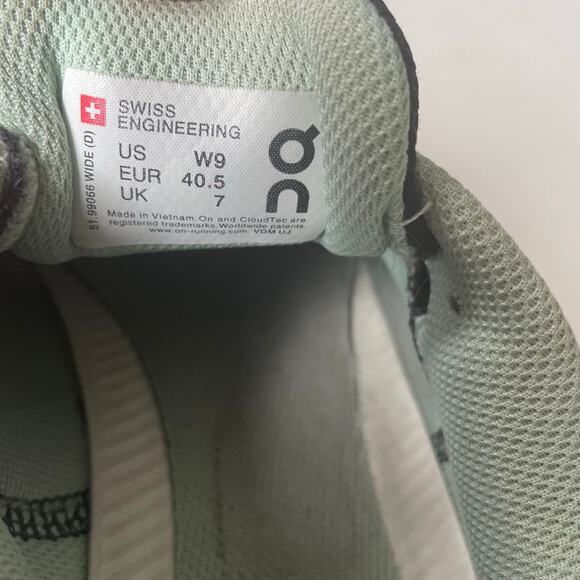 SWISS
ENGINEERING
US W9
EUR 40.5
UK 7
Made in Vietnam. On and CloudTec are
registered trademarks. Worldwide patents.
www.on-running.com VDM UJ
51.99066 WIDE (D)
On